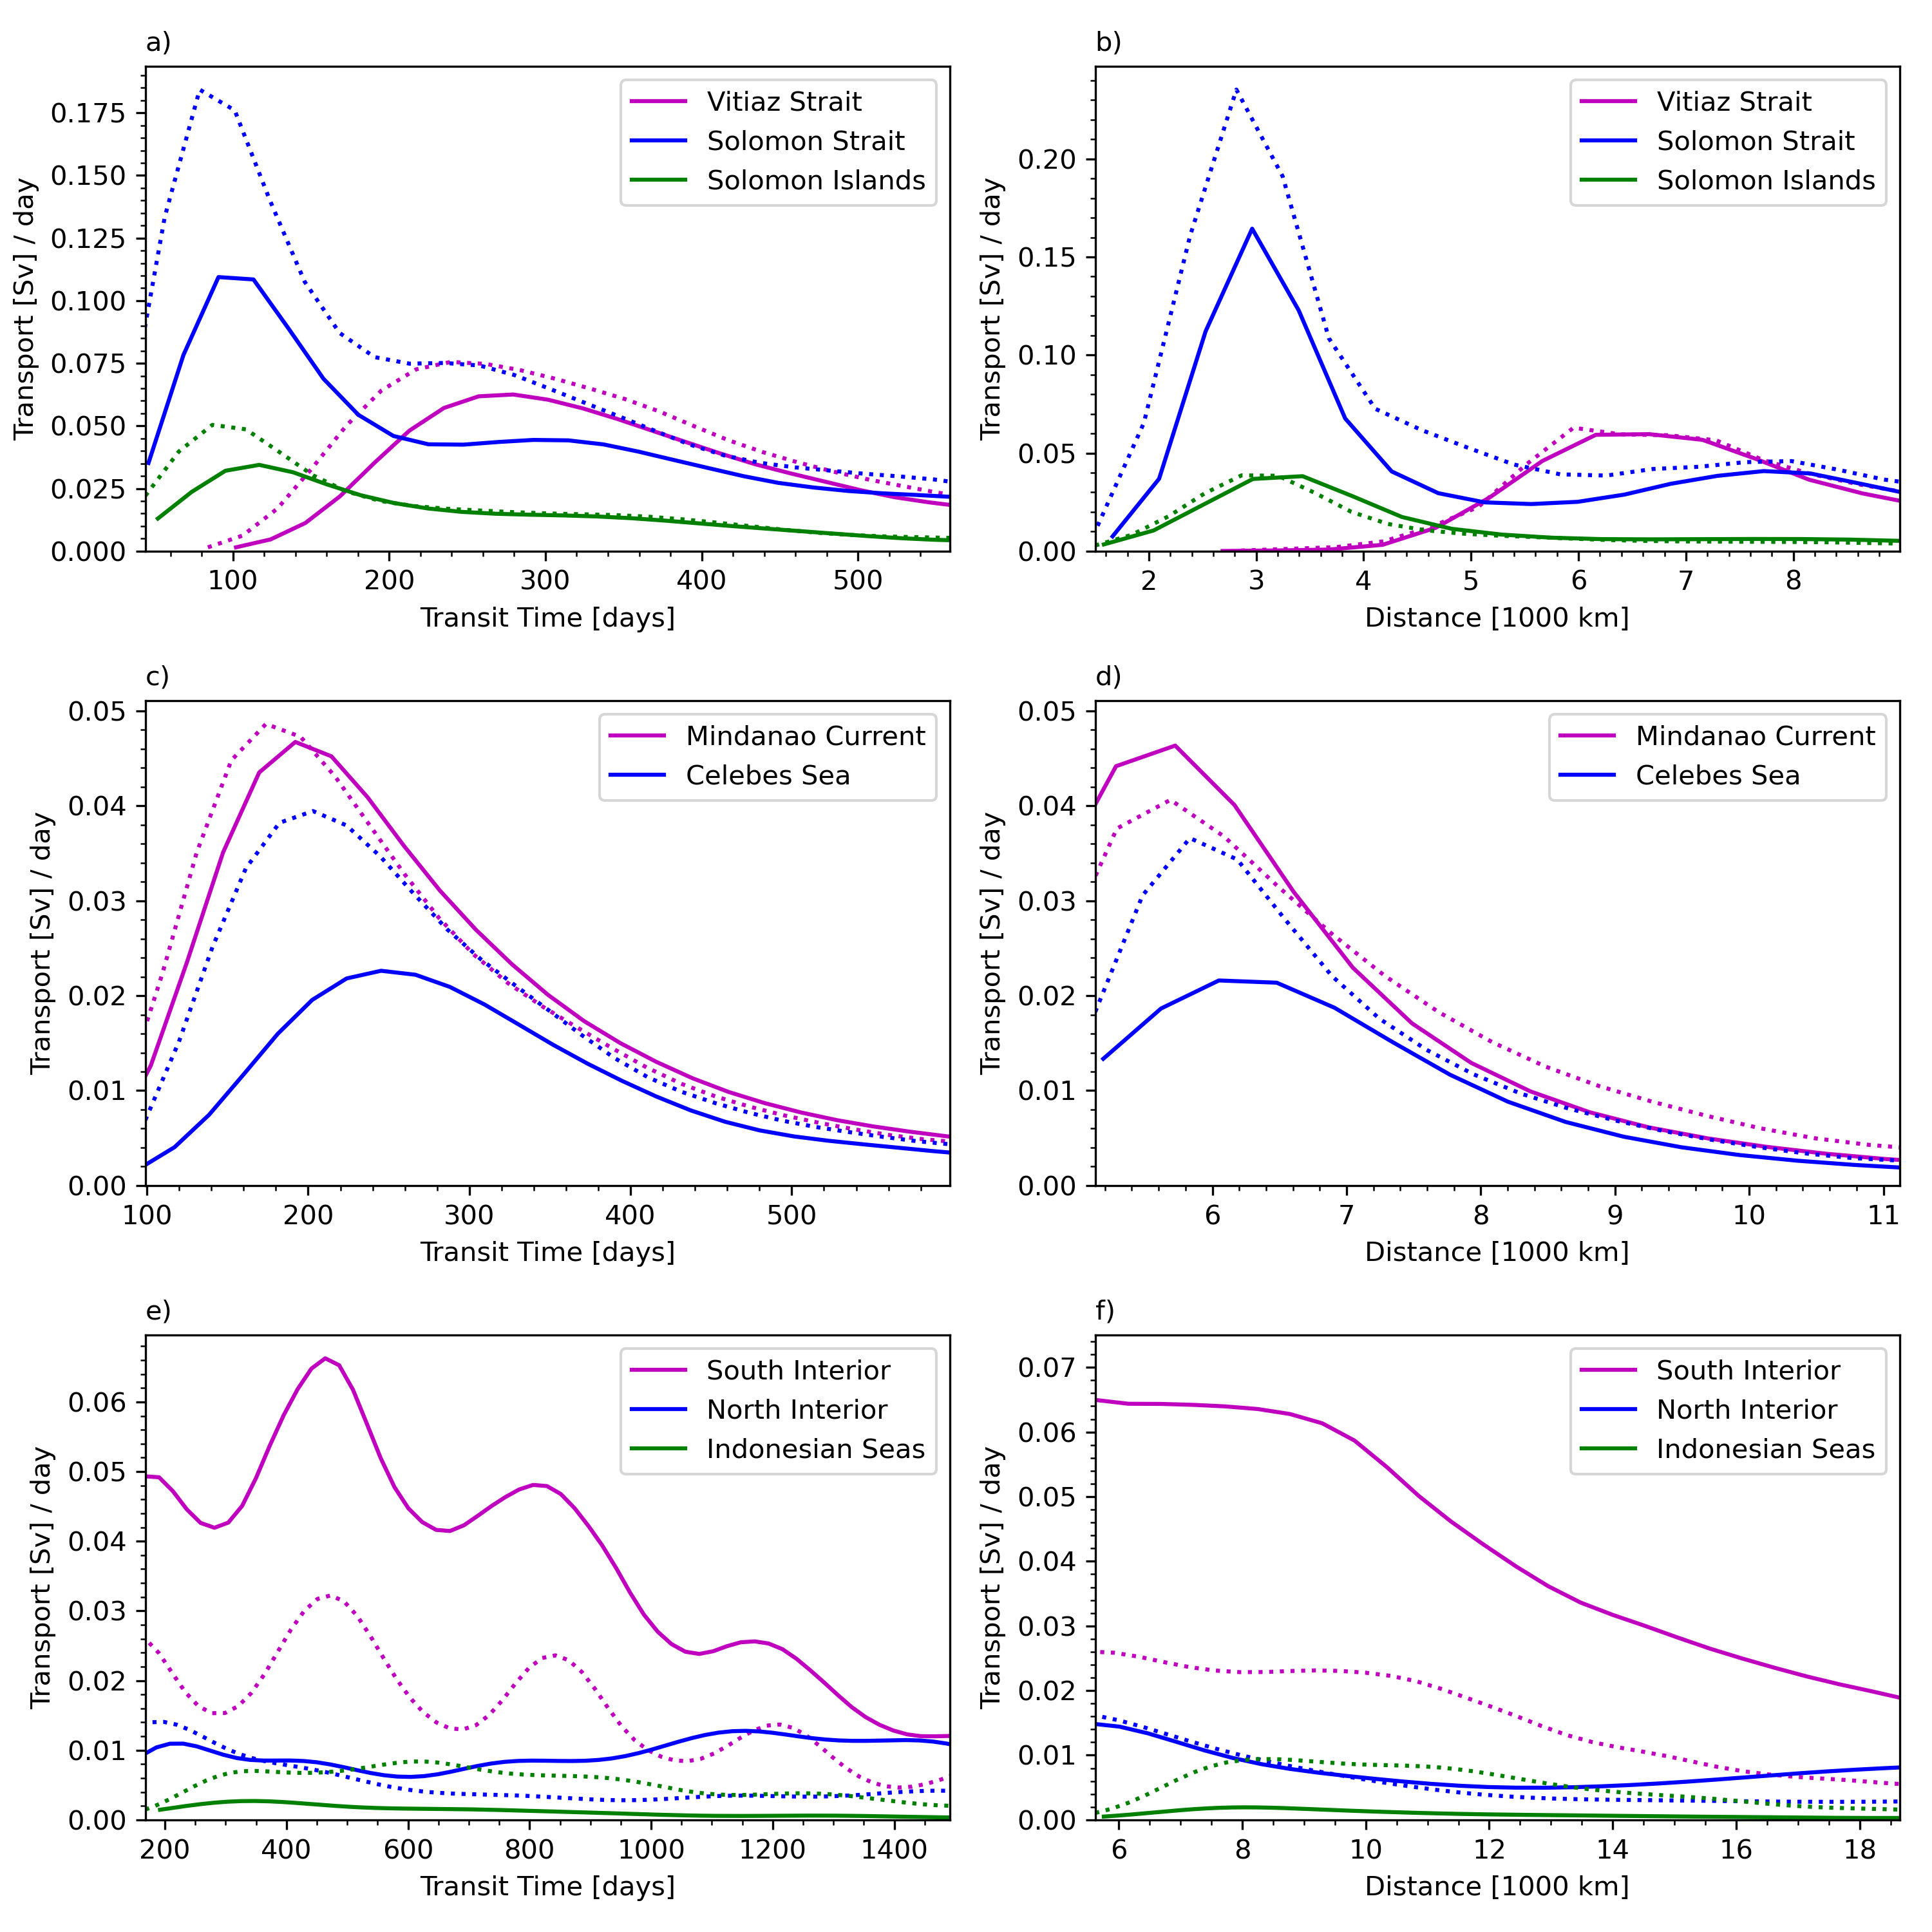 a)
Transport [Sv] / day
0.175
0.150
0.125
0.100
0.075
0.050
0.025
0.000
Vitiaz Strait
Solomon Strait
Solomon Islands
100 200 300 400 500
Transit Time [days]
b)
Transport [Sv] / day
0.20
0.15
0.10
0.05
0.00
Vitiaz Strait
Solomon Strait
Solomon Islands
2 3 4 5 6 7 8
Distance [1000 km]
c)
Transport [Sv] / day
0.05
0.04
0.03
0.02
0.01
0.00
Mindanao Current
Celebes Sea
100 200 300 400 500
Transit Time [days]
d)
Transport [Sv] / day
0.05
0.04
0.03
0.02
0.01
0.00
Mindanao Current
Celebes Sea
6 7 8 9 10 11
Distance [1000 km]
e)
Transport [Sv] / day
0.06
0.05
0.04
0.03
0.02
0.01
0.00
South Interior
North Interior
Indonesian Seas
200 400 600 800 1000 1200 1400
Transit Time [days]
f)
Transport [Sv] / day
0.07
0.06
0.05
0.04
0.03
0.02
0.01
0.00
South Interior
North Interior
Indonesian Seas
6 8 10 12 14 16 18
Distance [1000 km]